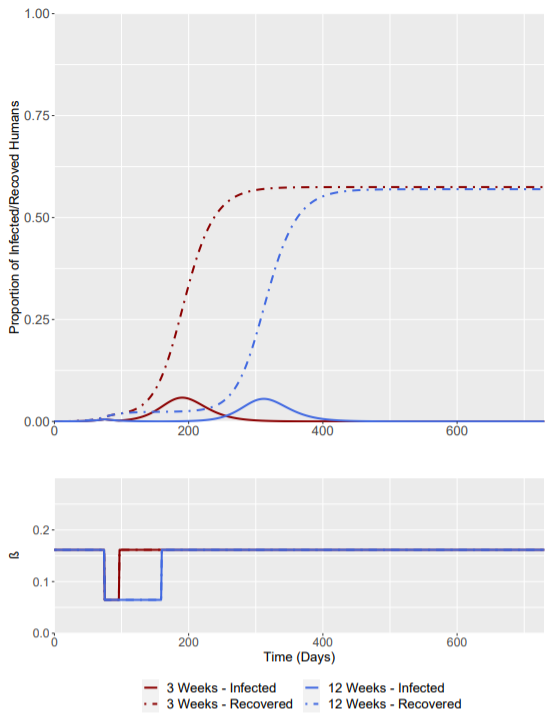 1.00
0.75
0.50
0.25
0.00
Proportion of Infected/Recoved Humans
0 200 400 600
0.2
0.1
0.0
ß
0 200 400 600
Time (Days)
3 Weeks - Infected 12 Weeks - Infected
3 Weeks - Recovered 12 Weeks - Recovered